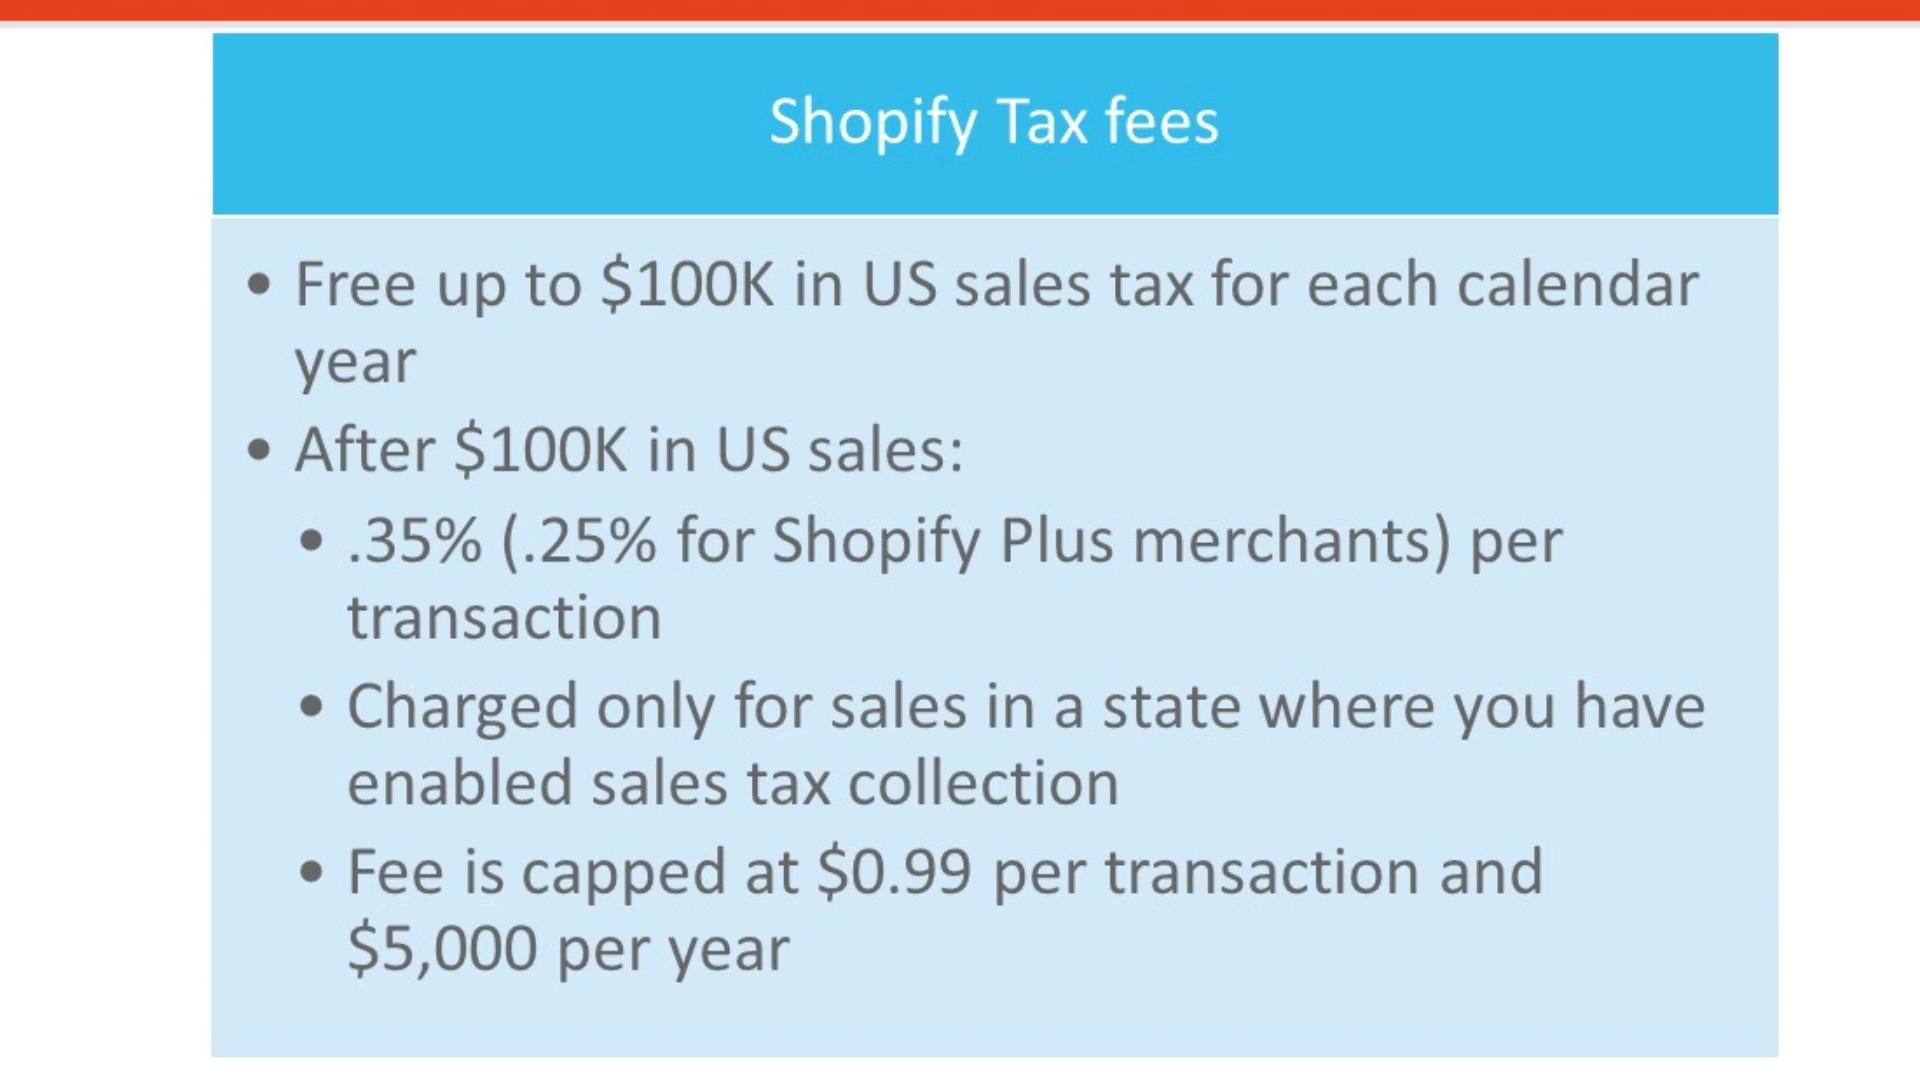 Shopify Tax fees
• Free up to $100K in US sales tax for each calendar
year
• After $100K in US sales:
• .35% (.25% for Shopify Plus merchants) per
transaction
• Charged only for sales in a state where you have
enabled sales tax collection
• Fee is capped at $0.99 per transaction and
$5,000 per year